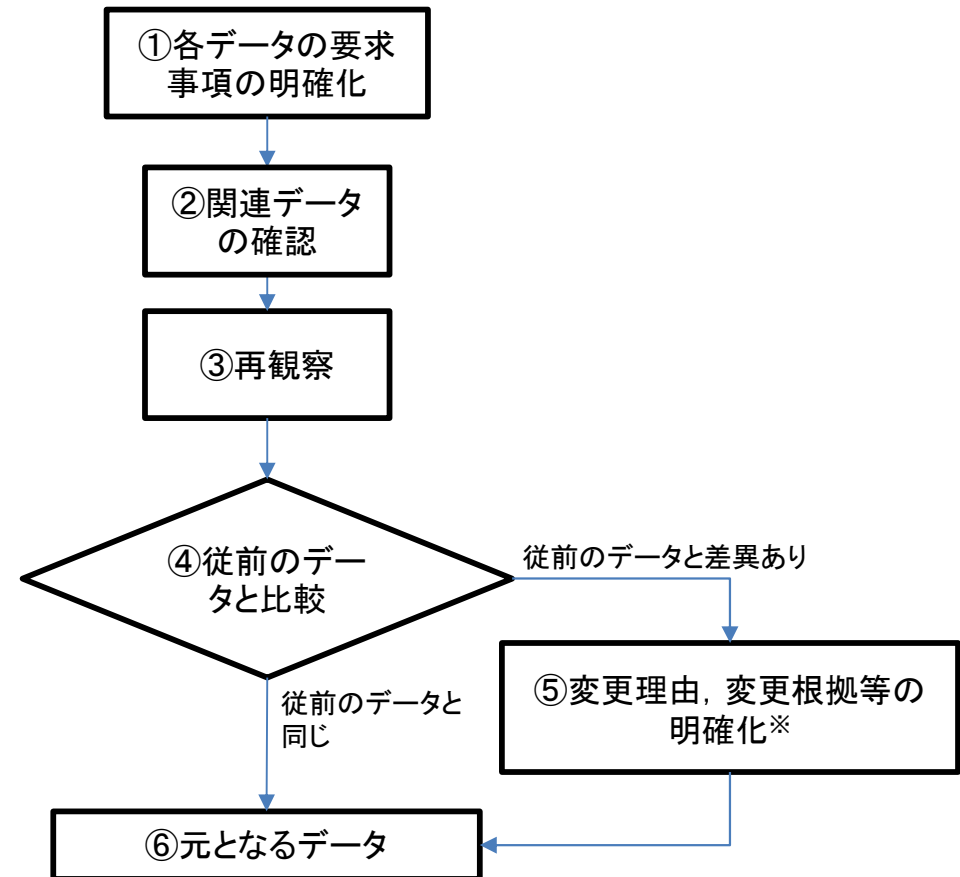 ①各データの要求
事項の明確化
②関連データ
の確認
③再観察
④従前のデー
タと比較
従前のデータと差異あり
⑤変更理由，変更根拠等の
明確化※
従前のデータと
同じ
⑥元となるデータ